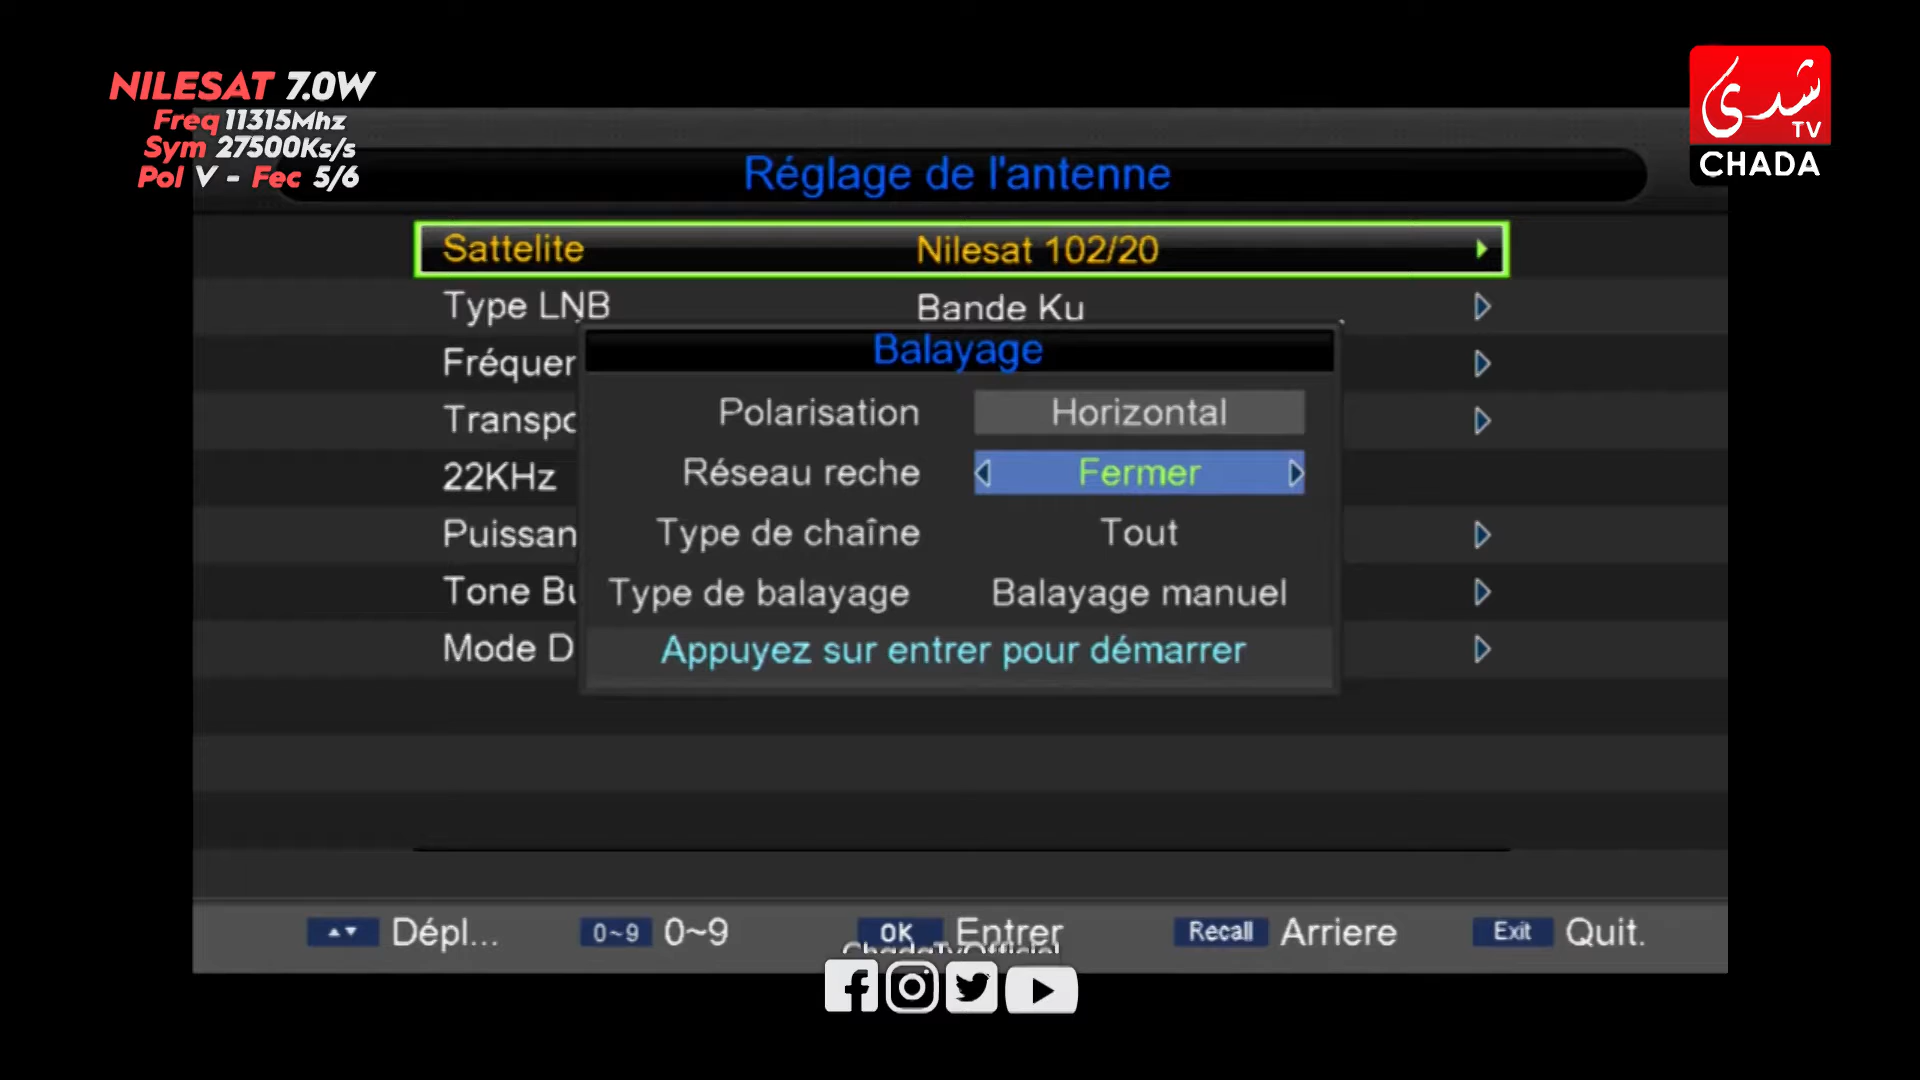 NILESAT 7.0W
Freq 11315Mhz
Sym 27500Ks/s
Pol V - Fec 5/6
شدى
TV
CHADA
Réglage de l'antenne
Sattelite Nilesat 102/20
Type LNB Bande Ku
Fréquer
Transpo
22KHz
Puissan
Tone Bu
Mode D
Balayage
Polarisation Horizontal
Réseau reche Fermer
Type de chaîne Tout
Type de balayage Balayage manuel
Appuyez sur entrer pour démarrer
Dépl... 0~9 0~9 OK Entrer Recall Arriere Exit Quit.
ChadaTvOfficiel